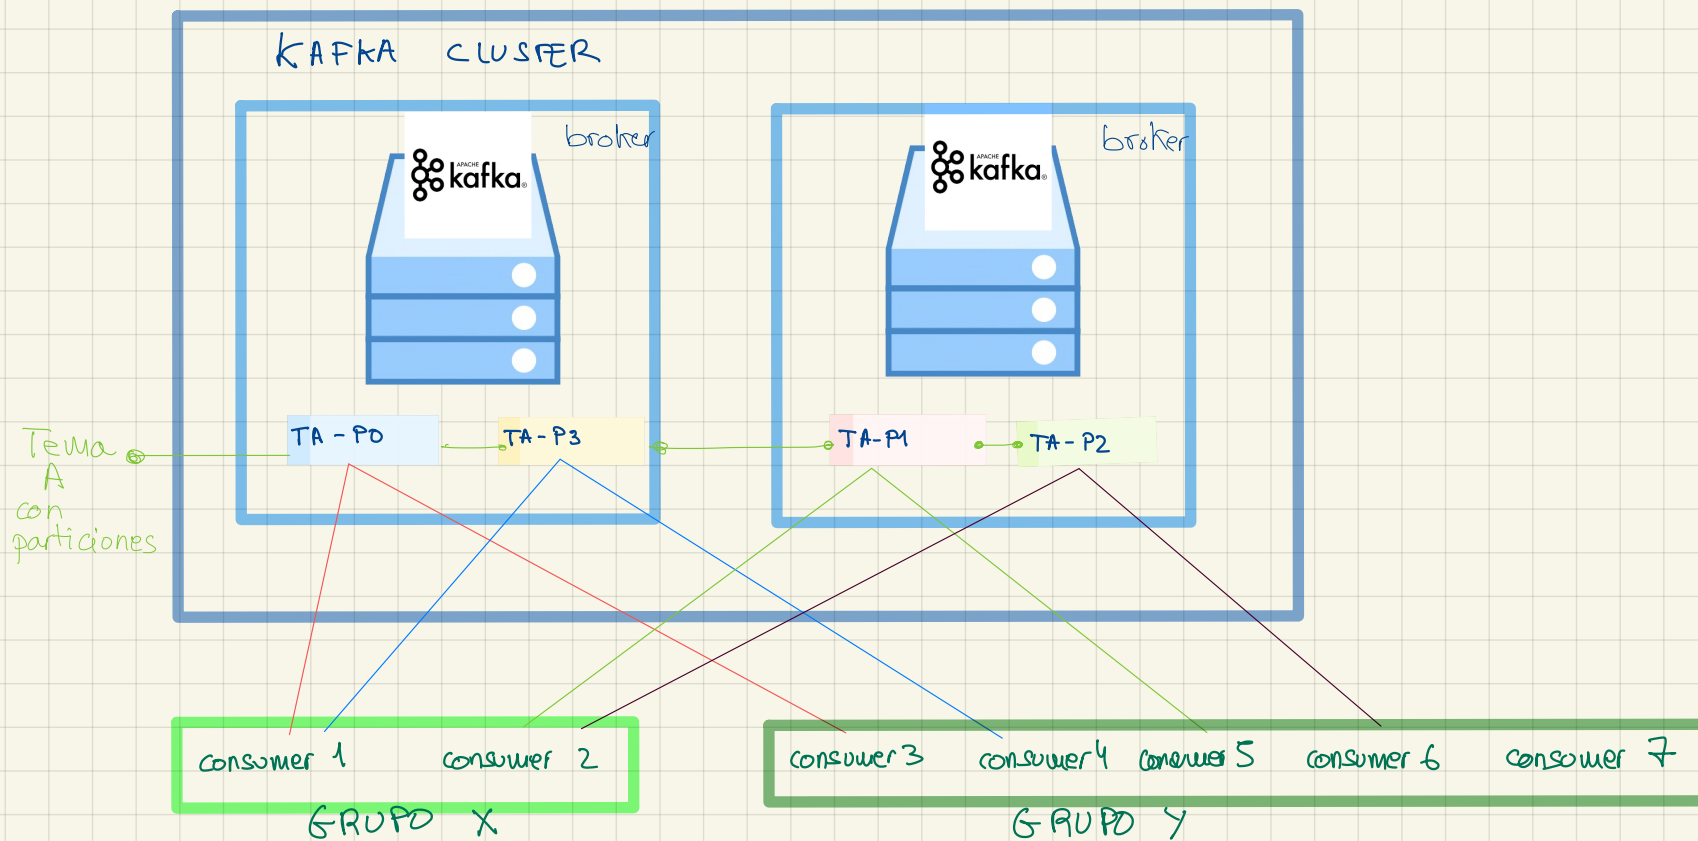 KAFKA CLUSTER
broker
APACHE
kafka®
broker
APACHE
kafka®
Tema
A
con
particiones
TA - P0
TA - P3
TA-P1
TA - P2
consumer 1
consumer 2
GRUPO X
consumer 3
consumer 4
consumer 5
consumer 6
consumer 7
GRUPO Y